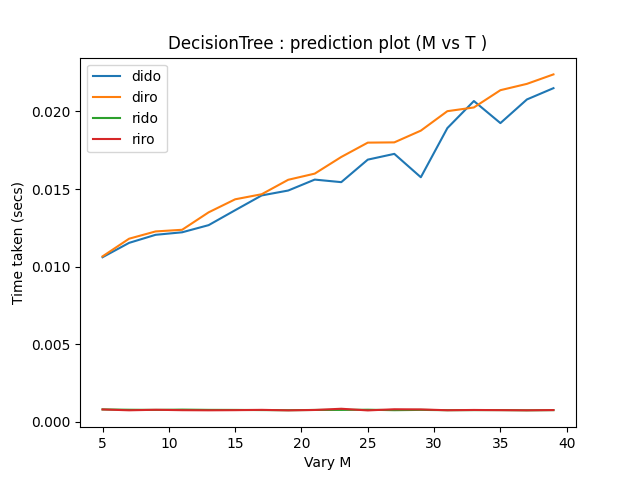 DecisionTree : prediction plot (M vs T )
dido
diro
rido
riro
Time taken (secs)
0.020
0.015
0.010
0.005
0.000
5 10 15 20 25 30 35 40
Vary M